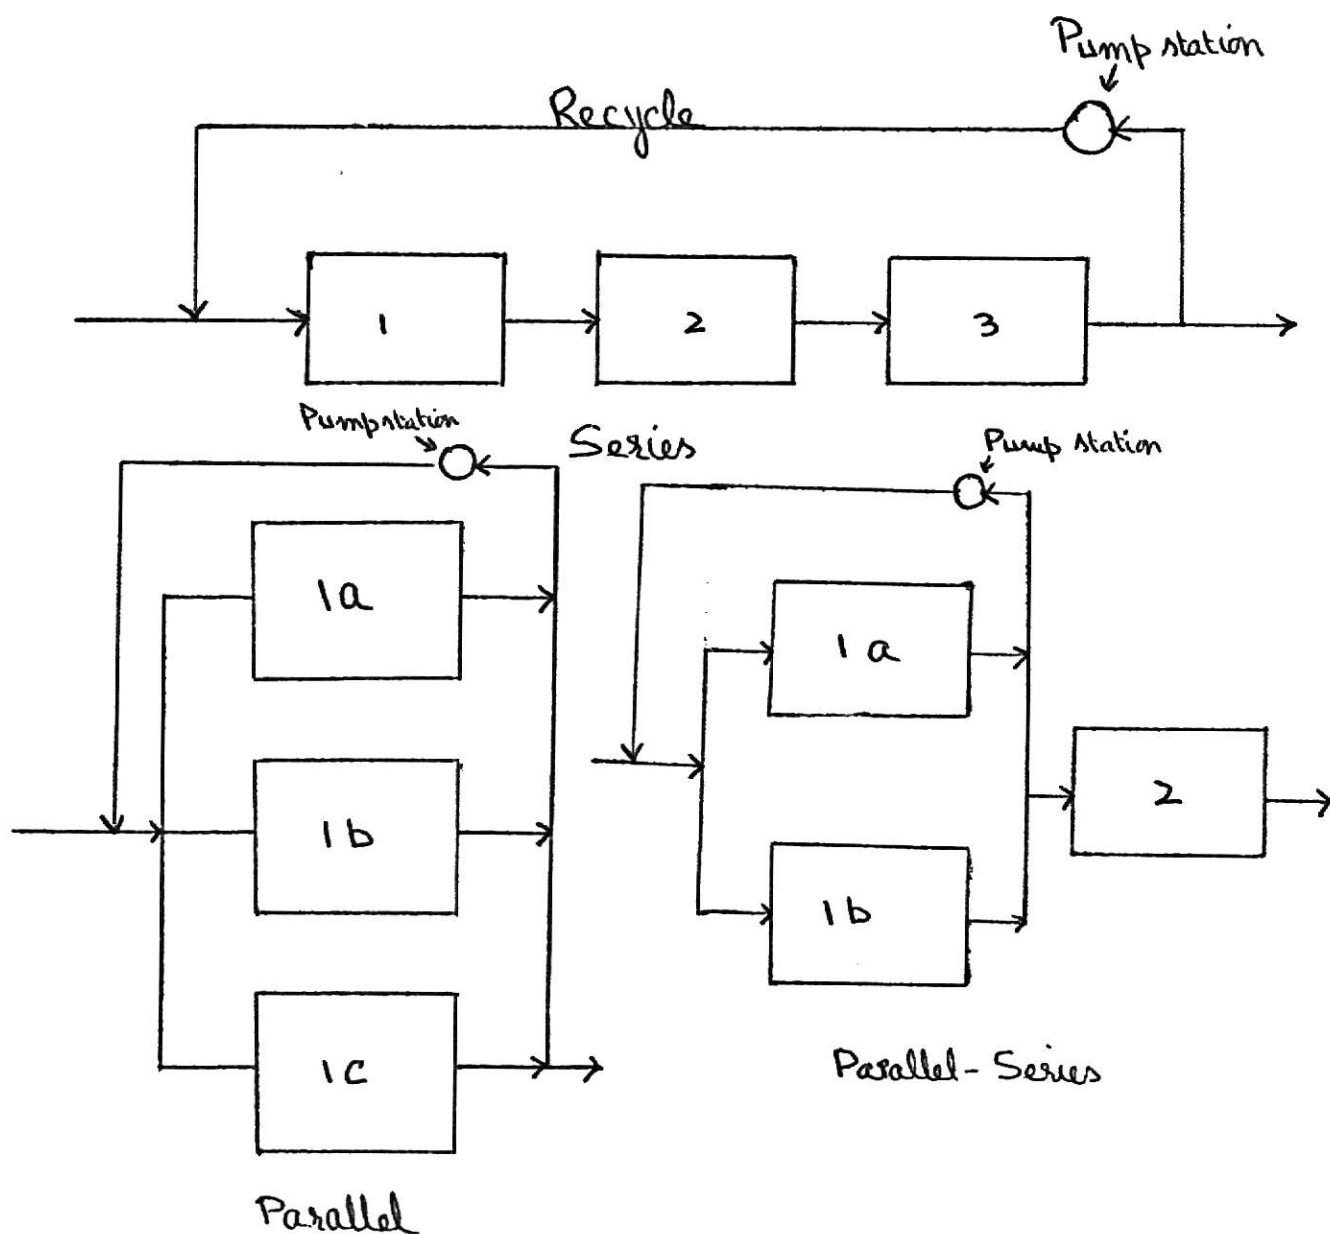 Pump station
Recycle
1
2
3
Pumpstation
Series
Pump station
1a
1a
1b
2
1b
1c
Parallel-Series
Parallel